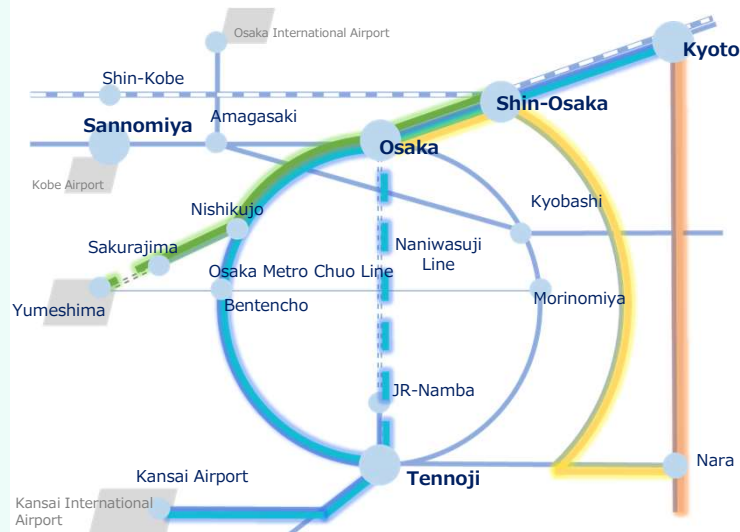 Osaka International Airport
Kyoto
Shin-Kobe
Shin-Osaka
Amagasaki
Sannomiya
Osaka
Kobe Airport
Kyobashi
Nishikujo
Sakurajima
Naniwasuji
Line
Osaka Metro Chuo Line
Yumeshima
Bentencho
Morinomiya
JR-Namba
Nara
Kansai Airport
Tennoji
Kansai International
Airport